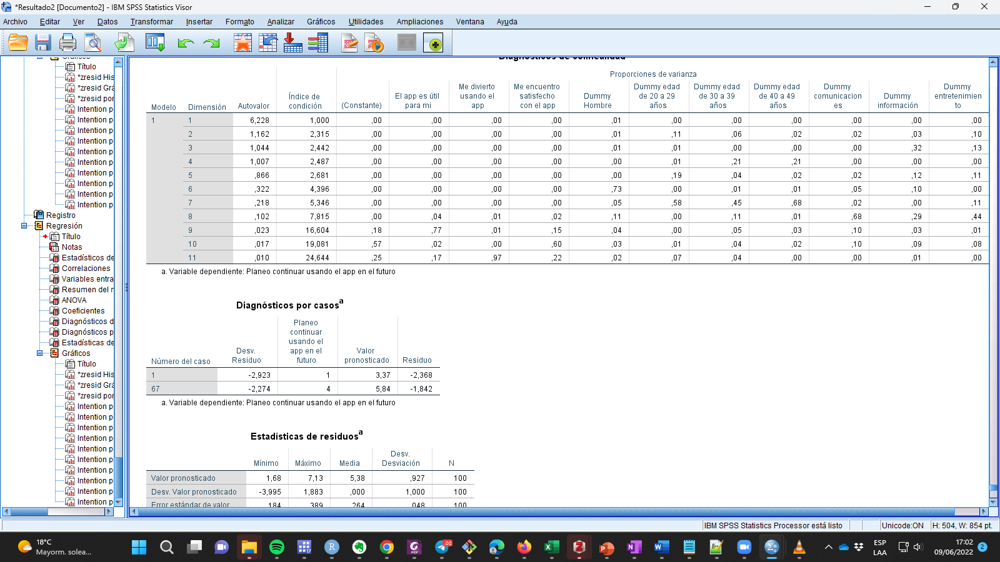 *Resultado2 [Documento2] - IBM SPSS Statistics Visor
Archivo Editar Ver Datos Transformar Insertar Formato Analizar Gráficos Utilidades Ampliaciones Ventana Ayuda
Gráficos
Título
*zresid His
*zresid Grá
*zresid por
Intention p
Intention p
Intention p
Intention p
Intention p
Intention p
Intention p
Intention p
Intention p
Intention p
Registro
Regresión
Título
Notas
Estadísticos de
Correlaciones
Variables entra
Resumen del m
ANOVA
Coeficientes
Diagnósticos d
Diagnósticos p
Estadísticas de
Gráficos
Título
*zresid His
*zresid Grá
*zresid por
Intention p
Intention p
Intention p
Intention p
Intention p
Intention p
Intention p
Intention p
Intention p
Intention p
Diagnósticos de colinealidad
Proporciones de varianza
Modelo Dimensión Autovalor Índice de condición (Constante) El app es útil para mi Me divierto usando el app Me encuentro satisfecho con el app Dummy Hombre Dummy edad de 20 a 29 años Dummy edad de 30 a 39 años Dummy edad de 40 a 49 años Dummy comunicacion es Dummy información Dummy entretenimien to
1 1 6,228 1,000 ,00 ,00 ,00 ,00 ,01 ,00 ,00 ,00 ,00 ,00 ,00
2 1,162 2,315 ,00 ,00 ,00 ,00 ,01 ,11 ,06 ,02 ,02 ,03 ,10
3 1,044 2,442 ,00 ,00 ,00 ,00 ,01 ,01 ,00 ,00 ,00 ,32 ,13
4 1,007 2,487 ,00 ,00 ,00 ,00 ,00 ,01 ,21 ,21 ,00 ,00 ,00
5 ,866 2,681 ,00 ,00 ,00 ,00 ,00 ,19 ,04 ,02 ,02 ,12 ,11
6 ,322 4,396 ,00 ,00 ,00 ,00 ,73 ,00 ,01 ,01 ,05 ,10 ,00
7 ,218 5,346 ,00 ,00 ,00 ,00 ,05 ,58 ,45 ,68 ,02 ,00 ,11
8 ,102 7,815 ,00 ,04 ,01 ,02 ,11 ,00 ,11 ,01 ,68 ,29 ,44
9 ,023 16,604 ,18 ,77 ,01 ,15 ,04 ,00 ,05 ,03 ,10 ,03 ,01
10 ,017 19,081 ,57 ,02 ,00 ,60 ,03 ,01 ,04 ,02 ,10 ,09 ,08
11 ,010 24,644 ,25 ,17 ,97 ,22 ,02 ,07 ,04 ,00 ,00 ,01 ,00
a. Variable dependiente: Planeo continuar usando el app en el futuro
Diagnósticos por casos a
Número del caso Desv. Residuo Planeo continuar usando el app en el futuro Valor pronosticado Residuo
1 -2,923 1 3,37 -2,368
67 -2,274 4 5,84 -1,842
a. Variable dependiente: Planeo continuar usando el app en el futuro
Estadísticas de residuos a
Mínimo Máximo Media Desv. Desviación N
Valor pronosticado 1,68 7,13 5,38 ,927 100
Desv. Valor pronosticado -3,995 1,883 ,000 1,000 100
Error estándar de valor ,184 ,389 ,264 ,048 100
IBM SPSS Statistics Processor está listo Unicode:ON H: 504, W: 854 pt.
18°C
Mayorm. solea...
ESP
LAA
17:02
09/06/2022
2